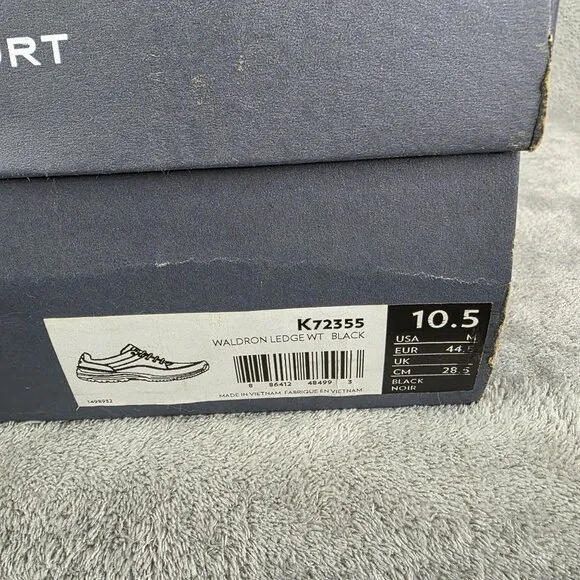 ORT
K72355
WALDRON LEDGE WT BLACK
8 86412 48499 3
MADE IN VIETNAM. FABRIQUE EN VIETNAM
1498952
10.5
USA M
EUR 44.5
UK
CM 28.5
BLACK
NOIR